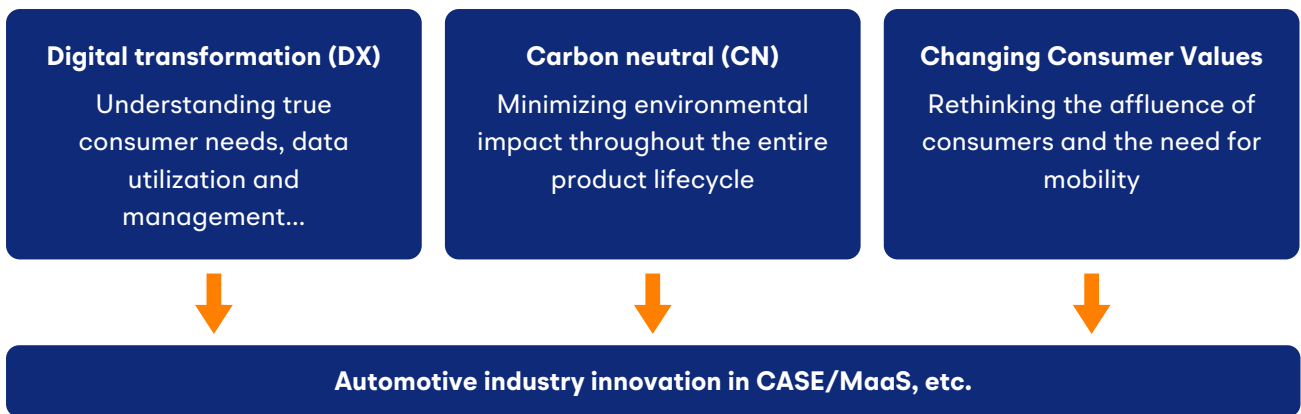 Digital transformation (DX)
Understanding true
consumer needs, data
utilization and
management...
Carbon neutral (CN)
Minimizing environmental
impact throughout the entire
product lifecycle
Changing Consumer Values
Rethinking the affluence of
consumers and the need for
mobility
Automotive industry innovation in CASE/MaaS, etc.